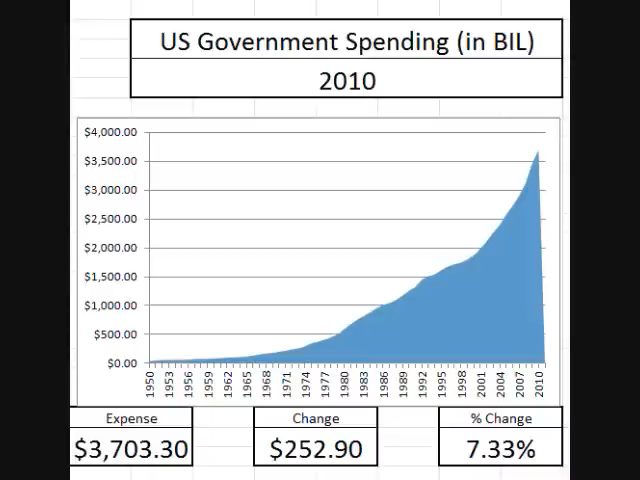 US Government Spending (in BIL)
2010
$4,000.00
$3,500.00
$3,000.00
$2,500.00
$2,000.00
$1,500.00
$1,000.00
$500.00
$0.00
1950 1953 1956 1959 1962 1965 1968 1971 1974 1977 1980 1983 1986 1989 1992 1995 1998 2001 2004 2007 2010
Expense Change % Change
$3,703.30 $252.90 7.33%